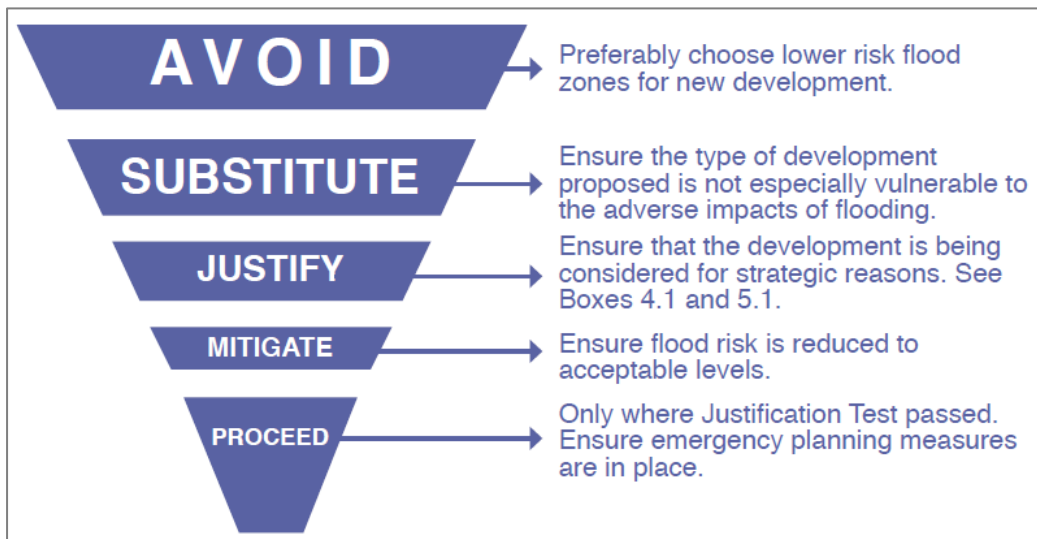 AVOID
Preferably choose lower risk flood
zones for new development.
SUBSTITUTE
Ensure the type of development
proposed is not especially vulnerable to
the adverse impacts of flooding.
JUSTIFY
Ensure that the development is being
considered for strategic reasons. See
Boxes 4.1 and 5.1.
MITIGATE
Ensure flood risk is reduced to
acceptable levels.
PROCEED
Only where Justification Test passed.
Ensure emergency planning measures
are in place.